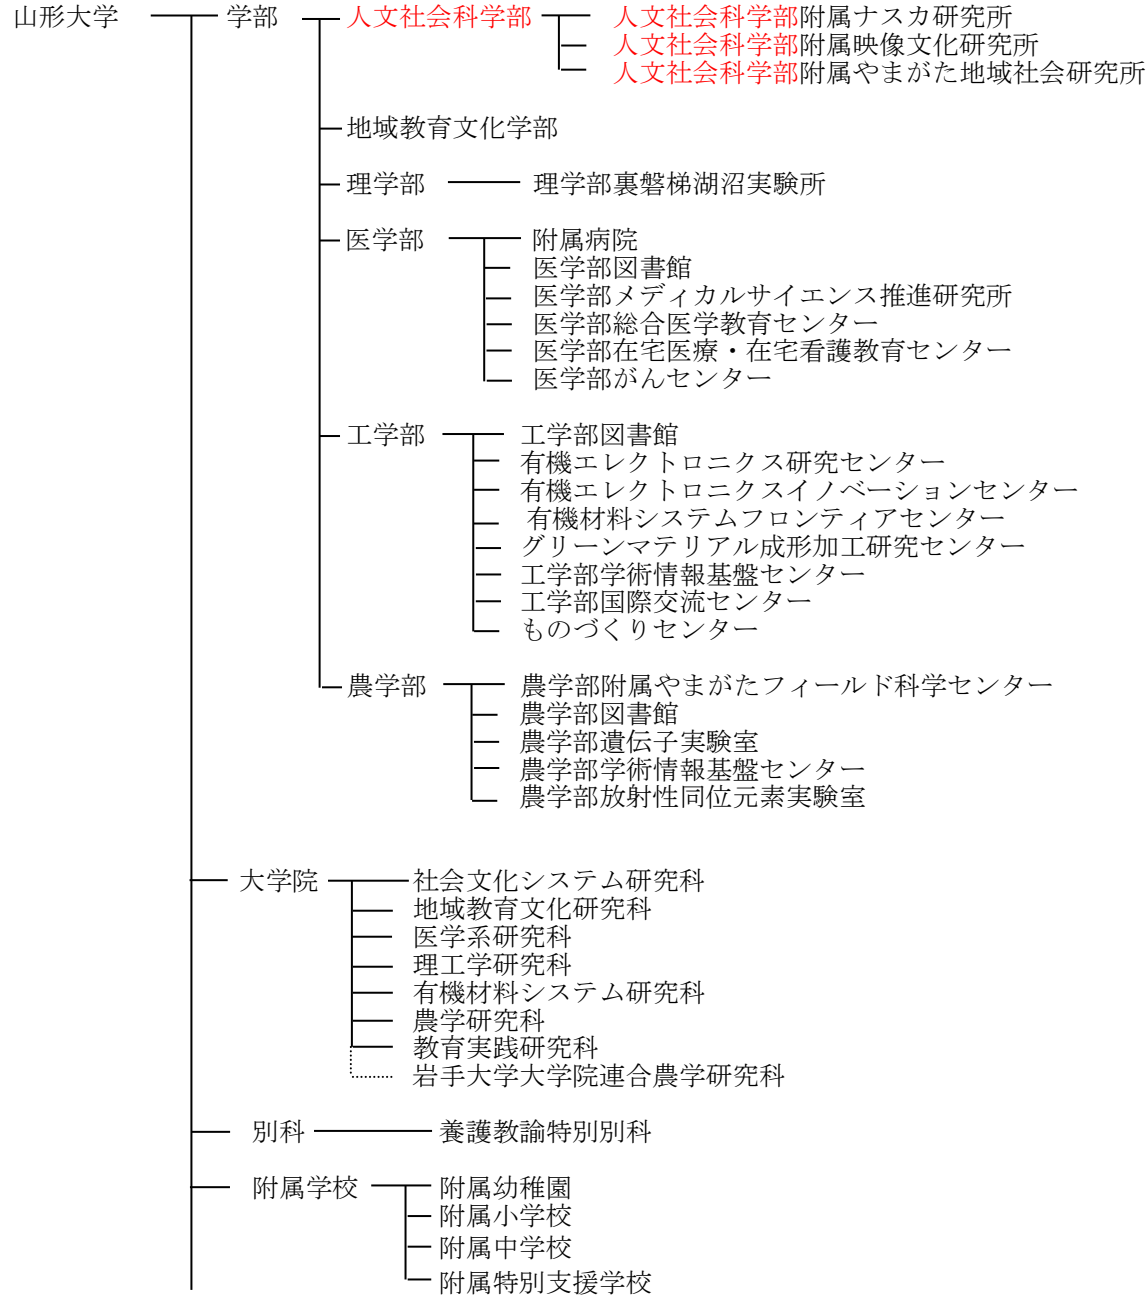 山形大学 学部 人文社会科学部 人文社会科学部附属ナスカ研究所
人文社会科学部附属映像文化研究所
人文社会科学部附属やまがた地域社会研究所
地域教育文化学部
理学部 理学部裏磐梯湖沼実験所
医学部 附属病院
医学部図書館
医学部メディカルサイエンス推進研究所
医学部総合医学教育センター
医学部在宅医療・在宅看護教育センター
医学部がんセンター
工学部 工学部図書館
有機エレクトロニクス研究センター
有機エレクトロニクスイノベーションセンター
有機材料システムフロンティアセンター
グリーンマテリアル成形加工研究センター
工学部学術情報基盤センター
工学部国際交流センター
ものづくりセンター
農学部 農学部附属やまがたフィールド科学センター
農学部図書館
農学部遺伝子実験室
農学部学術情報基盤センター
農学部放射性同位元素実験室
大学院 社会文化システム研究科
地域教育文化研究科
医学系研究科
理工学研究科
有機材料システム研究科
農学研究科
教育実践研究科
岩手大学大学院連合農学研究科
別科 養護教諭特別別科
附属学校 附属幼稚園
附属小学校
附属中学校
附属特別支援学校